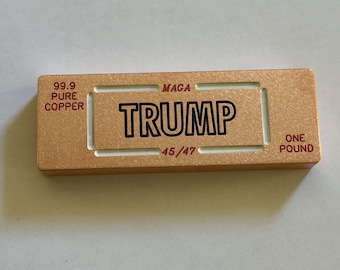 99.9
PURE
COPPER
MAGA
TRUMP
45/47
ONE
POUND